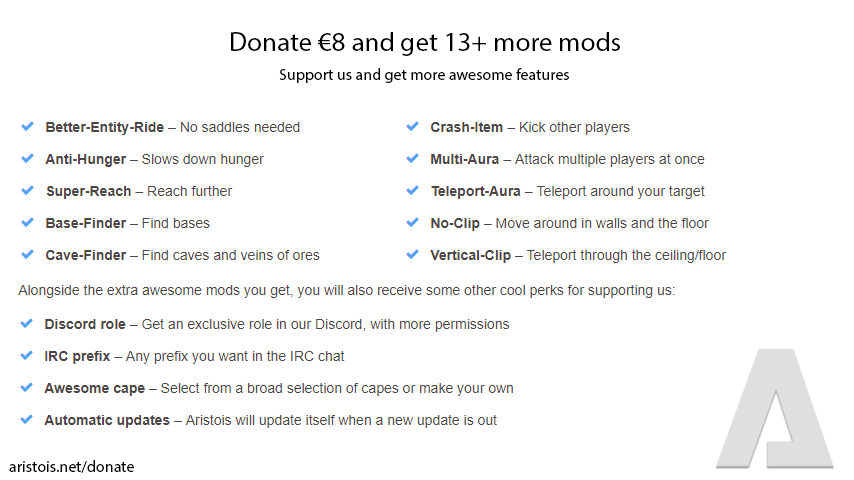 Donate €8 and get 13+ more mods
Support us and get more awesome features
Better-Entity-Ride – No saddles needed
Anti-Hunger – Slows down hunger
Super-Reach – Reach further
Base-Finder – Find bases
Cave-Finder – Find caves and veins of ores
Crash-Item – Kick other players
Multi-Aura – Attack multiple players at once
Teleport-Aura – Teleport around your target
No-Clip – Move around in walls and the floor
Vertical-Clip – Teleport through the ceiling/floor
Alongside the extra awesome mods you get, you will also receive some other cool perks for supporting us:
Discord role – Get an exclusive role in our Discord, with more permissions
IRC prefix – Any prefix you want in the IRC chat
Awesome cape – Select from a broad selection of capes or make your own
Automatic updates – Aristois will update itself when a new update is out
aristois.net/donate